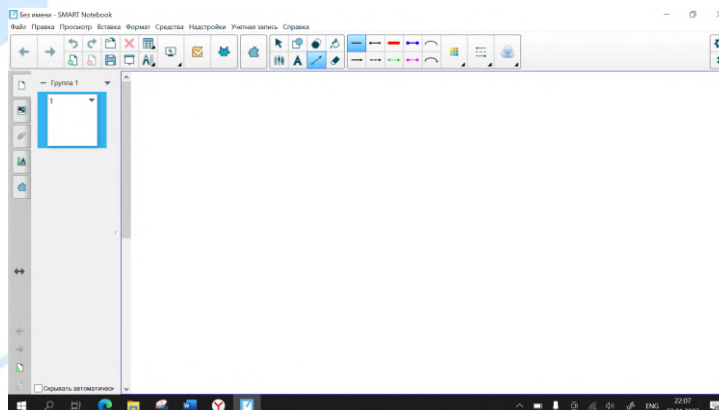 Без имени - SMART Notebook
Файл Правка Просмотр Вставка Формат Средства Надстройки Учетная запись Справка
Группа 1
1
Скрывать автоматическ
ENG 22:07